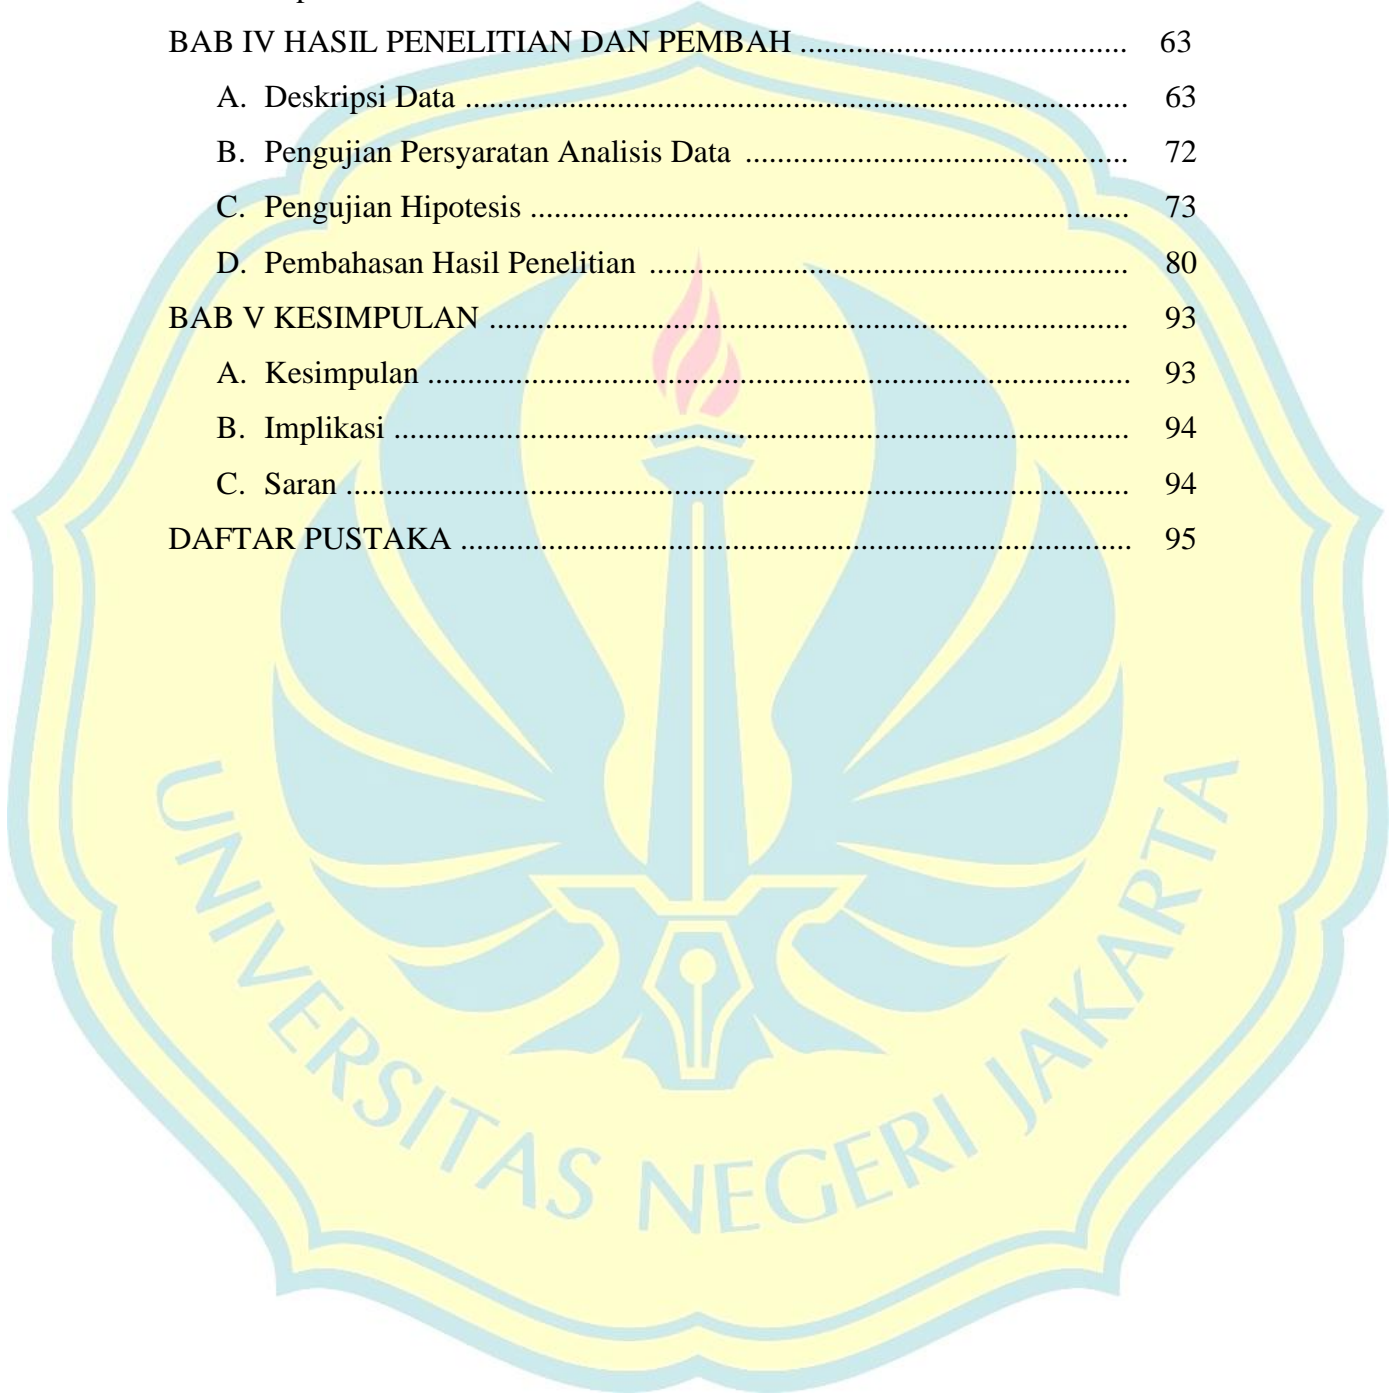 BAB IV HASIL PENELITIAN DAN PEMBAH ........................................ 63
A. Deskripsi Data .................................................................................. 63
B. Pengujian Persyaratan Analisis Data ............................................... 72
C. Pengujian Hipotesis .......................................................................... 73
D. Pembahasan Hasil Penelitian ........................................................... 80
BAB V KESIMPULAN ............................................................................... 93
A. Kesimpulan ....................................................................................... 93
B. Implikasi ........................................................................................... 94
C. Saran ................................................................................................. 94
DAFTAR PUSTAKA ................................................................................... 95
UNIVERSITAS NEGERI JAKARTA